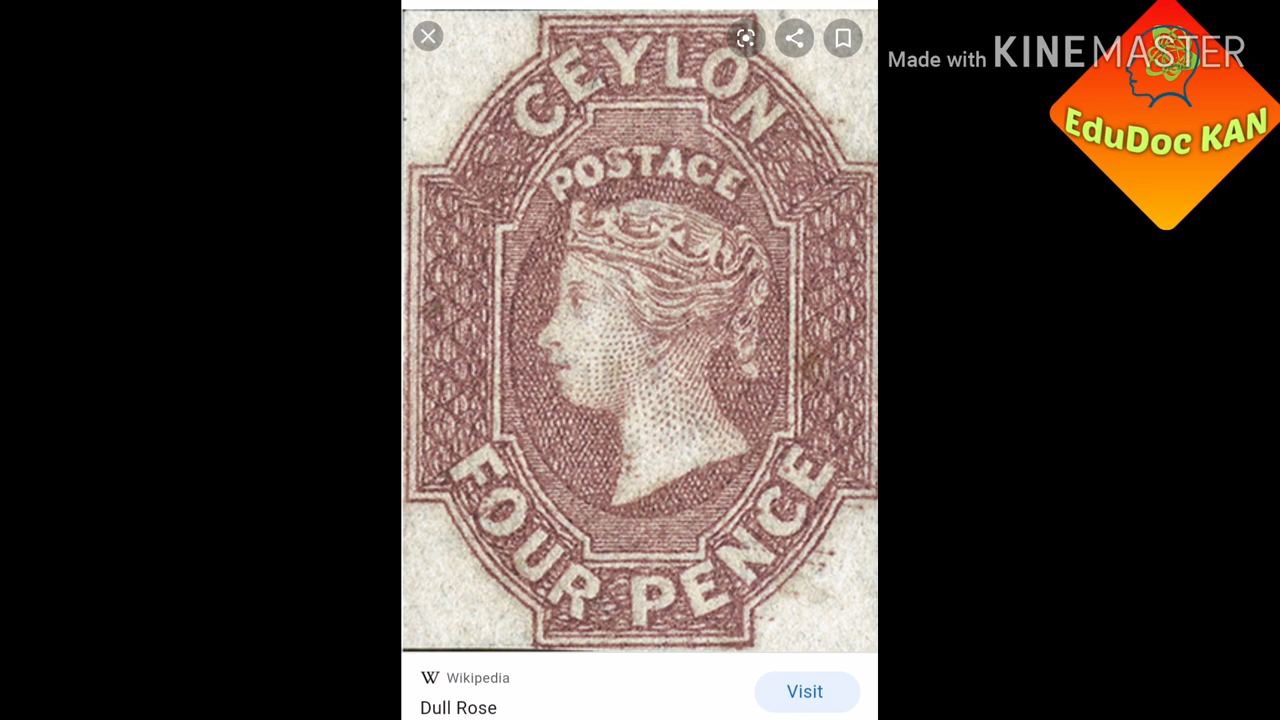 CEYLON
POSTAGE
FOUR PENCE
Made with KINEMASTER
EduDoc KAN
W Wikipedia
Visit
Dull Rose